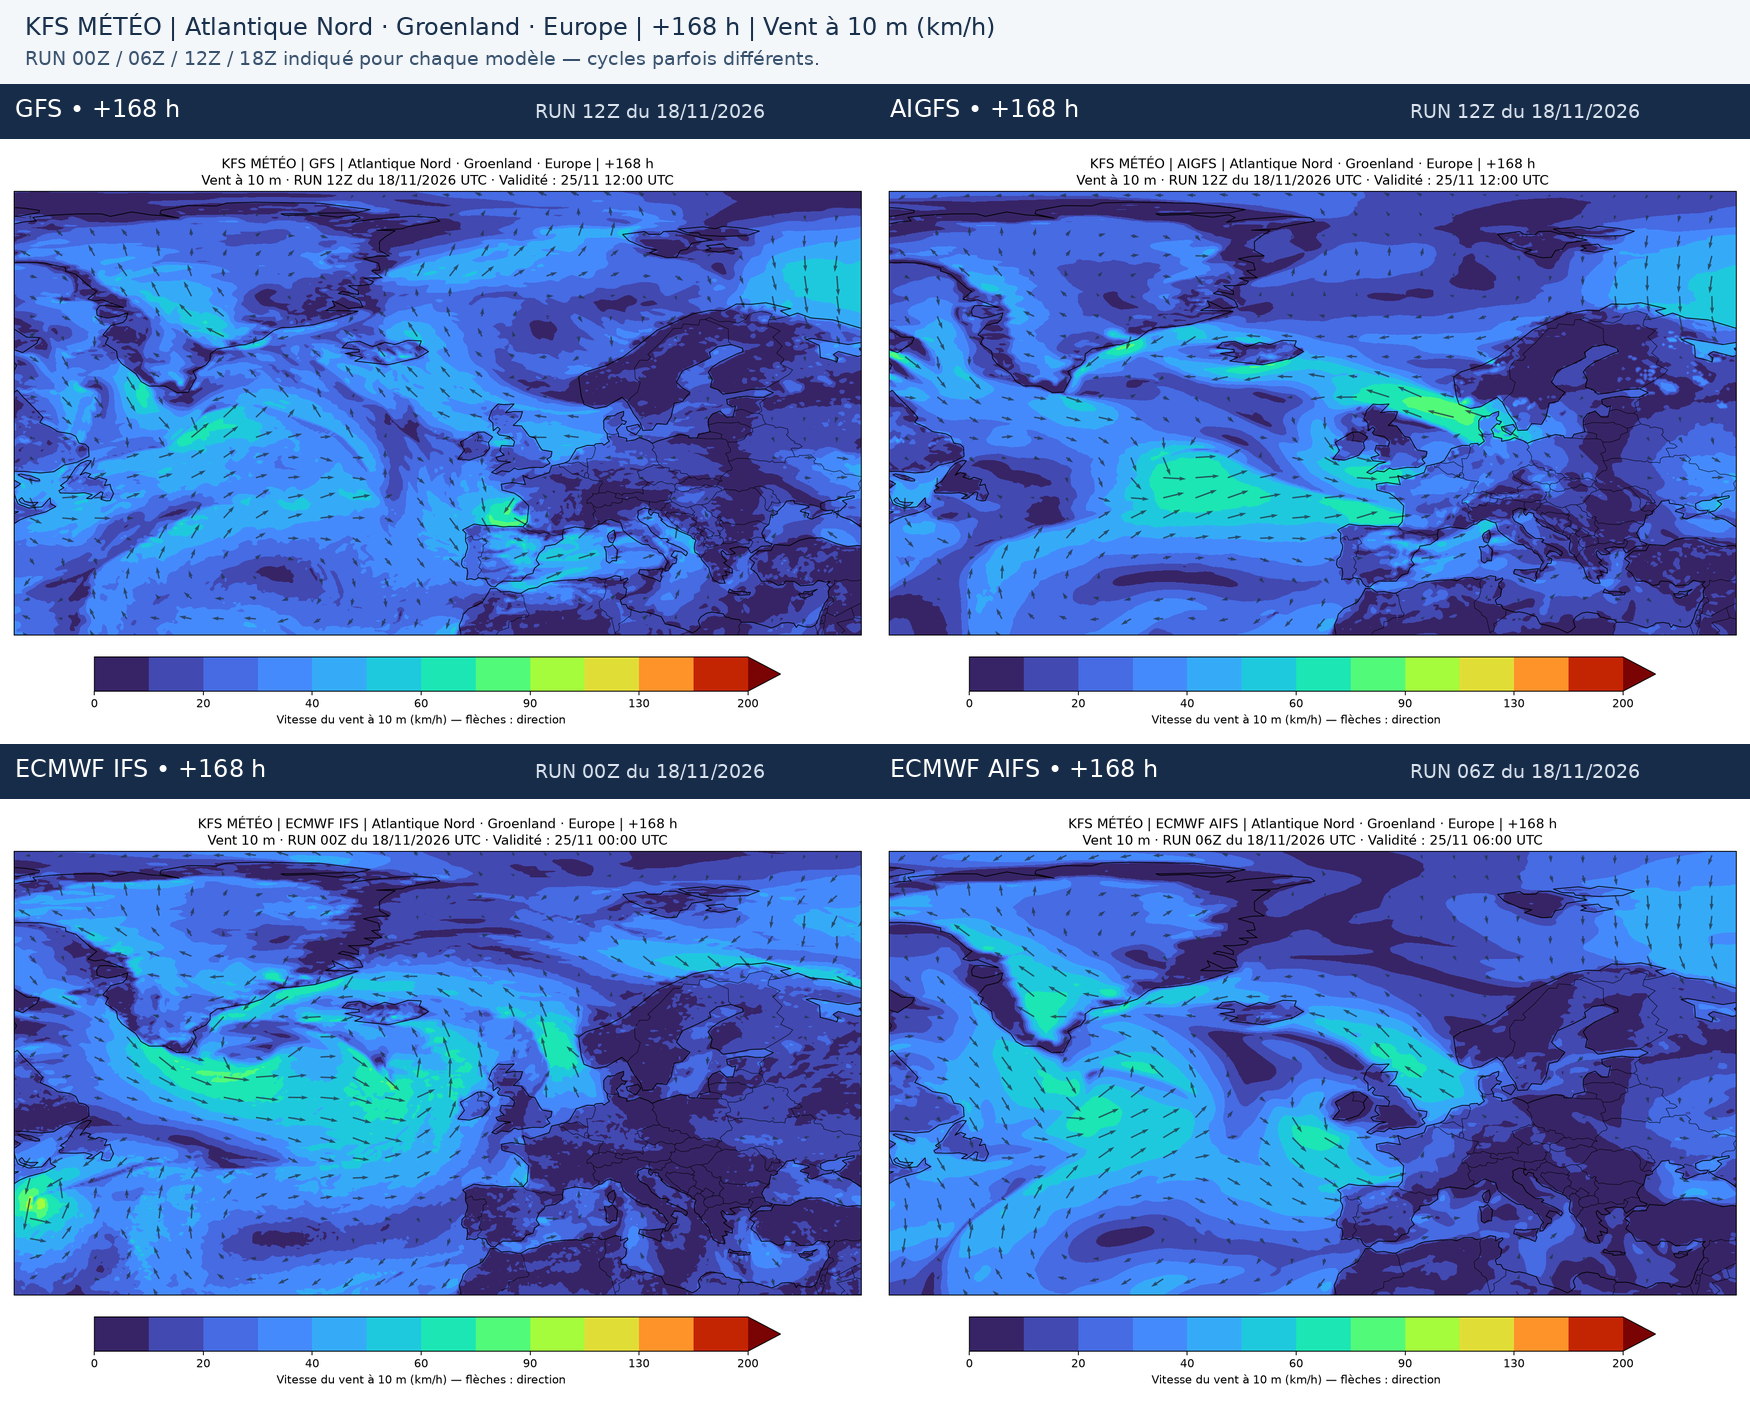 KFS MÉTÉO | Atlantique Nord · Groenland · Europe | +168 h | Vent à 10 m (km/h)
RUN 00Z / 06Z / 12Z / 18Z indiqué pour chaque modèle — cycles parfois différents.
GFS • +168 h
RUN 12Z du 18/11/2026
AIGFS • +168 h
RUN 12Z du 18/11/2026
KFS MÉTÉO | GFS | Atlantique Nord · Groenland · Europe | +168 h
Vent à 10 m · RUN 12Z du 18/11/2026 UTC · Validité : 25/11 12:00 UTC
KFS MÉTÉO | AIGFS | Atlantique Nord · Groenland · Europe | +168 h
Vent à 10 m · RUN 12Z du 18/11/2026 UTC · Validité : 25/11 12:00 UTC
0 20 40 60 90 130 200
Vitesse du vent à 10 m (km/h) — flèches : direction
0 20 40 60 90 130 200
Vitesse du vent à 10 m (km/h) — flèches : direction
ECMWF IFS • +168 h
RUN 00Z du 18/11/2026
ECMWF AIFS • +168 h
RUN 06Z du 18/11/2026
KFS MÉTÉO | ECMWF IFS | Atlantique Nord · Groenland · Europe | +168 h
Vent 10 m · RUN 00Z du 18/11/2026 UTC · Validité : 25/11 00:00 UTC
KFS MÉTÉO | ECMWF AIFS | Atlantique Nord · Groenland · Europe | +168 h
Vent 10 m · RUN 06Z du 18/11/2026 UTC · Validité : 25/11 06:00 UTC
0 20 40 60 90 130 200
Vitesse du vent à 10 m (km/h) — flèches : direction
0 20 40 60 90 130 200
Vitesse du vent à 10 m (km/h) — flèches : direction